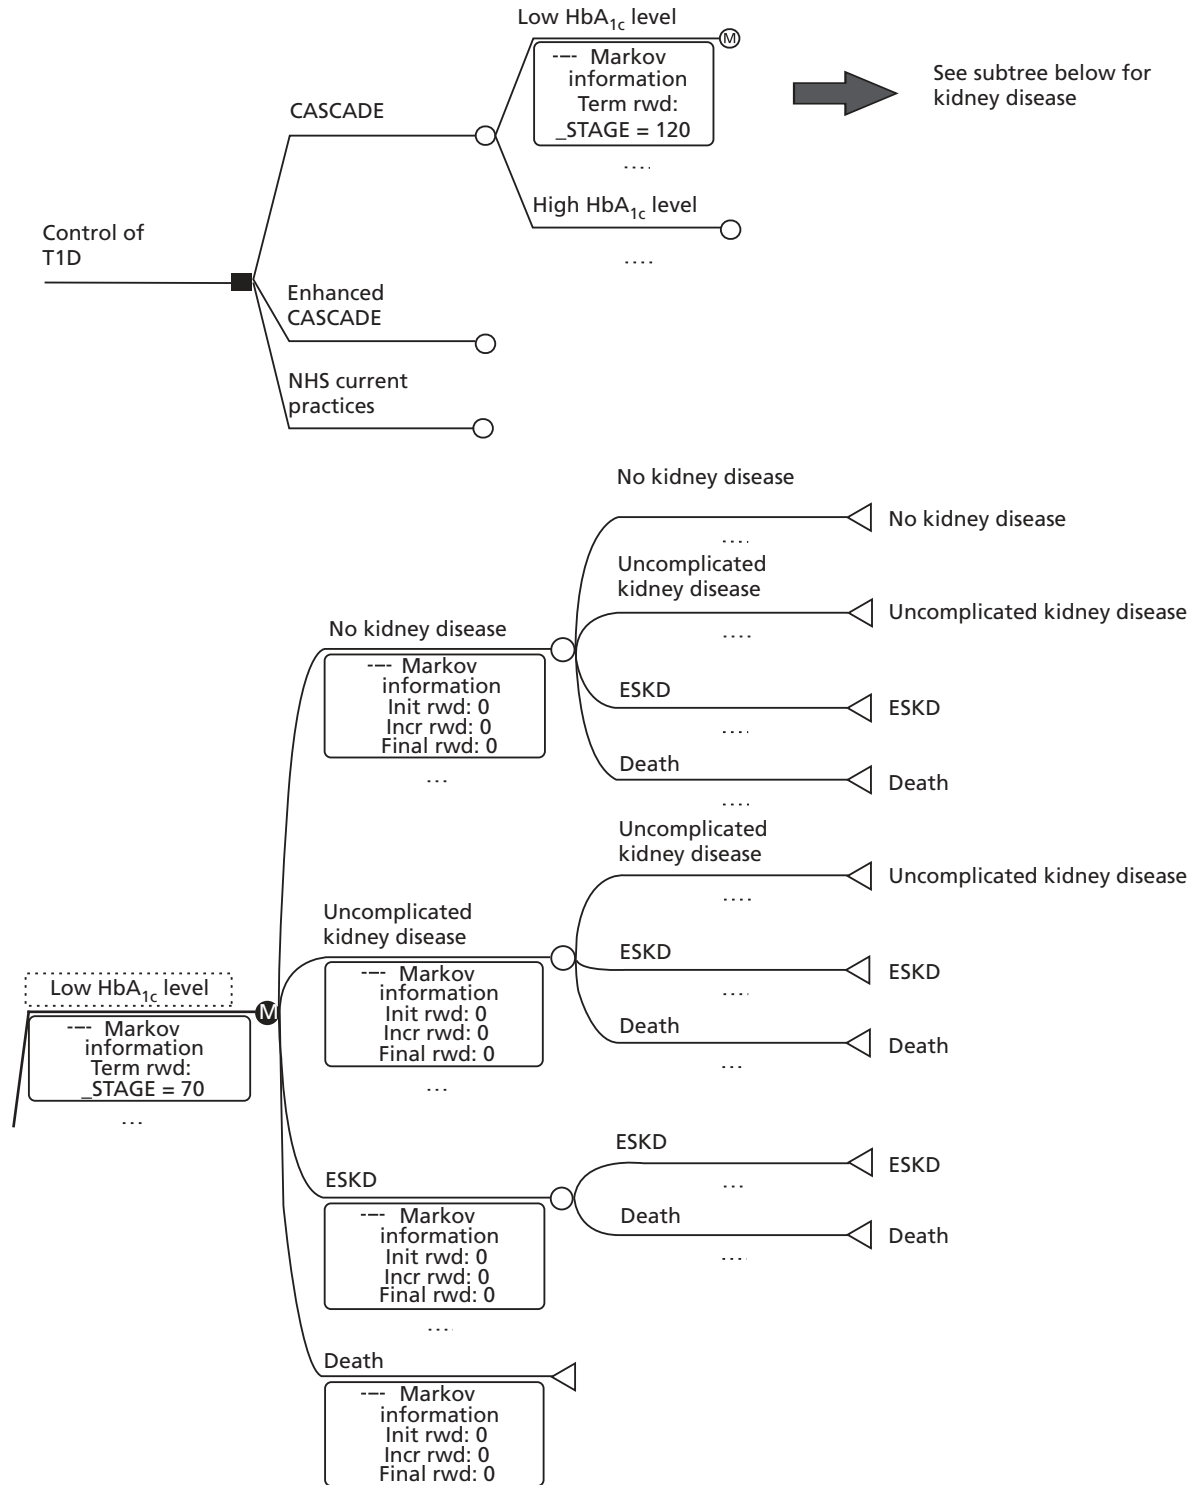 Low HbA1c level
M
---- Markov
information
Term rwd:
_STAGE = 120
....
See subtree below for
kidney disease
CASCADE
High HbA1c level
....
Control of
T1D
Enhanced
CASCADE
NHS current
practices
No kidney disease
No kidney disease
....
Uncomplicated
kidney disease
Uncomplicated kidney disease
....
No kidney disease
---- Markov
information
Init rwd: 0
Incr rwd: 0
Final rwd: 0
...
ESKD
ESKD
....
Death
Death
....
Uncomplicated
kidney disease
Uncomplicated kidney disease
....
Uncomplicated
kidney disease
---- Markov
information
Init rwd: 0
Incr rwd: 0
Final rwd: 0
...
ESKD
ESKD
....
Death
Death
...
Low HbA1c level
M
---- Markov
information
Term rwd:
_STAGE = 70
...
ESKD
ESKD
...
ESKD
---- Markov
information
Init rwd: 0
Incr rwd: 0
Final rwd: 0
....
Death
Death
....
Death
---- Markov
information
Init rwd: 0
Incr rwd: 0
Final rwd: 0